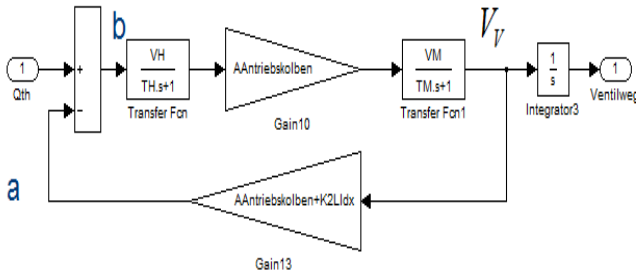 b
V_V
1
Qth
+
−
VH
TH.s+1
Transfer Fcn
AAntriebskolben
Gain10
VM
TM.s+1
Transfer Fcn1
1
s
Integrator3
1
Ventilweg
a
AAntriebskolben+K2LIdx
Gain13